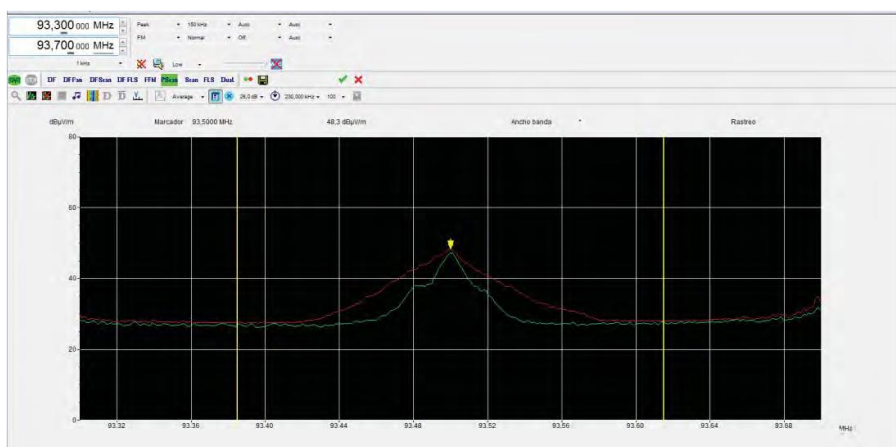 93,300 000 MHz Peak 150 kHz Auto Auto
93,700 000 MHz FM Normal Off Auto
1 kHz Low
DF DFPan DFScan DF FLS FFM PScan Scan FLS Dual
Average 26,0 dB 230,000 kHz 100
dBµV/m Marcador 93,5000 MHz 48,3 dBµV/m Ancho banda - Rastreo
80
60
40
20
0
93.32 93.36 93.40 93.44 93.48 93.52 93.56 93.60 93.64 93.68 MHz